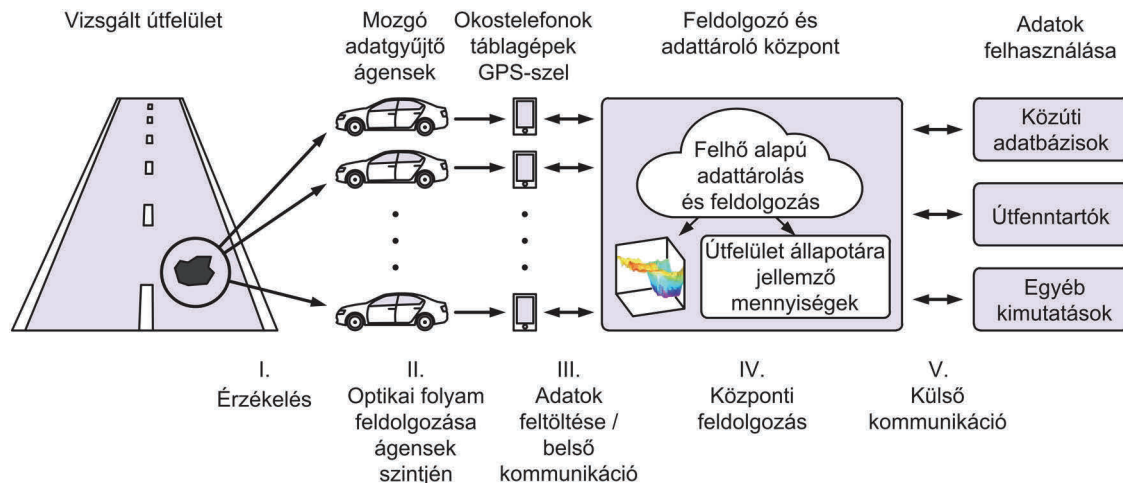 Vizsgált útfelület
Mozgó
adatgyűjtő
ágensek
Okostelefonok
táblagépek
GPS-szel
Feldolgozó és
adattároló központ
Adatok
felhasználása
Felhő alapú
adattárolás
és feldolgozás
Útfelület állapotára
jellemző
mennyiségek
Közúti
adatbázisok
Útfenntartók
Egyéb
kimutatások
I.
Érzékelés
II.
Optikai folyam
feldolgozása
ágensek
szintjén
III.
Adatok
feltöltése /
belső
kommunikáció
IV.
Központi
feldolgozás
V.
Külső
kommunikáció